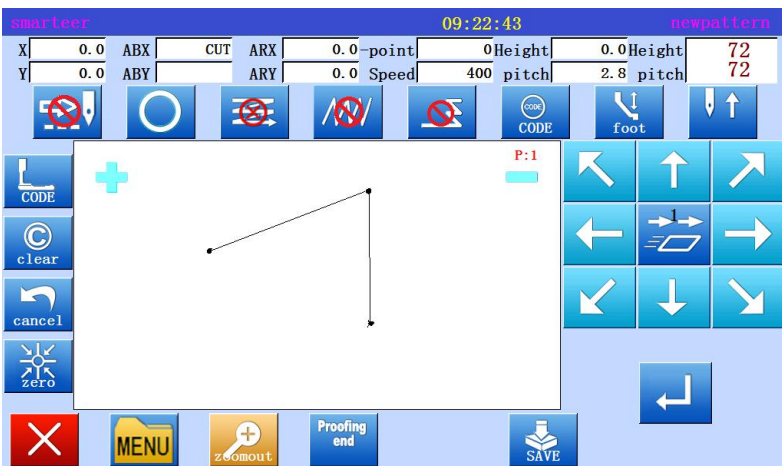 smarteer 09:22:43 newpattern
X 0.0 ABX CUT ARX 0.0 -point 0 Height 0.0 Height 72
Y 0.0 ABY ARY 0.0 Speed 400 pitch 2.8 pitch 72
CODE
CODE foot
P:1
CODE
1
clear
cancel
zero
MENU zoomout Proofing
end
SAVE